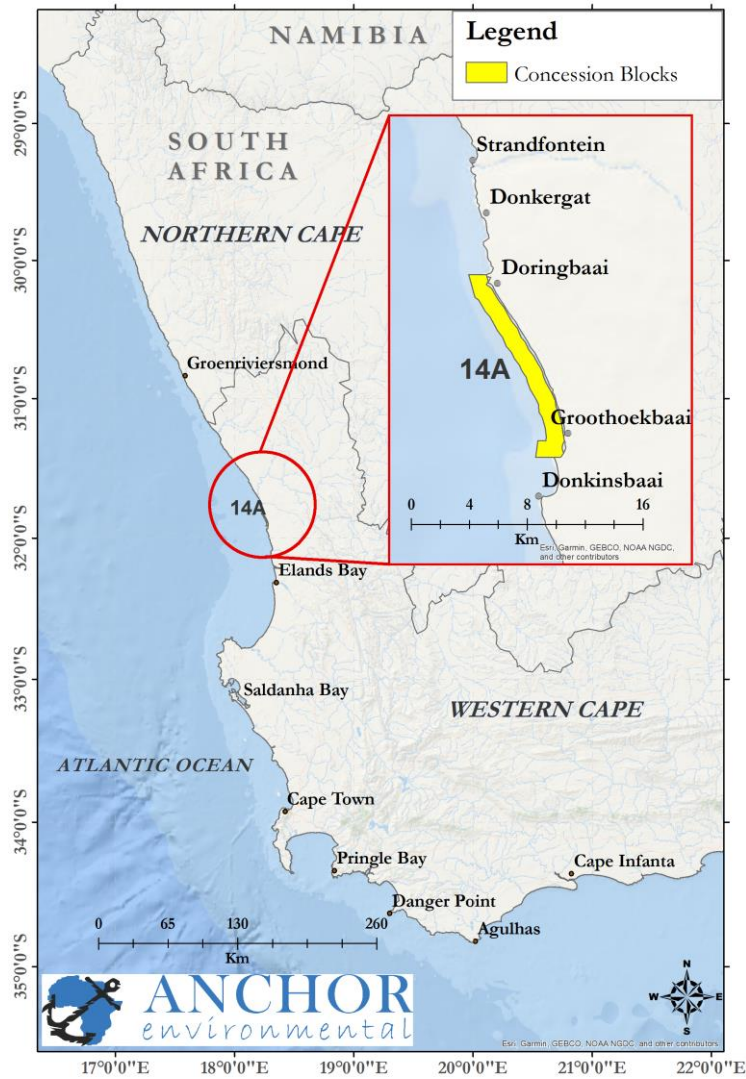 NAMIBIA
Legend
Concession Blocks
SOUTH
AFRICA
NORTHERN CAPE
Groenriviersmond
14A
Elands Bay
Saldanha Bay
WESTERN CAPE
ATLANTIC OCEAN
Cape Town
Pringle Bay
Cape Infanta
Danger Point
Agulhas
Strandfontein
Donkergat
Doringbaai
14A
Groothoekbaai
Donkinsbaai
0 4 8 16
Km
Esri, Garmin, GEBCO, NOAA NGDC,
and other contributors
0 65 130 260
Km
ANCHOR
environmental
N
W E
S
Esri, Garmin, GEBCO, NOAA NGDC, and other contributors
29°0'0"S
30°0'0"S
31°0'0"S
32°0'0"S
33°0'0"S
34°0'0"S
35°0'0"S
17°0'0"E 18°0'0"E 19°0'0"E 20°0'0"E 21°0'0"E 22°0'0"E